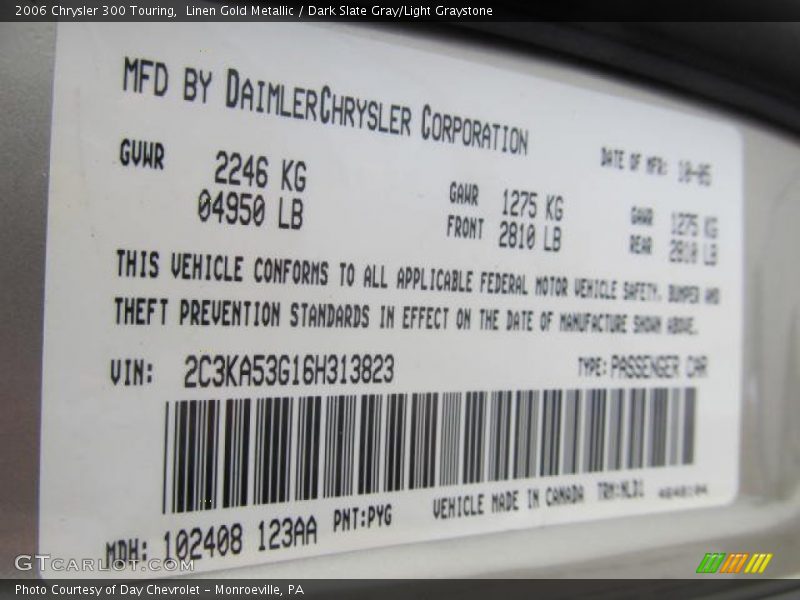 2006 Chrysler 300 Touring, Linen Gold Metallic / Dark Slate Gray/Light Graystone
MFD BY DAIMLERCHRYSLER CORPORATION
DATE OF MFR: 10-05
GVWR 2246 KG
04950 LB
GAWR FRONT 1275 KG 2810 LB
GAWR REAR 1275 KG 2810 LB
THIS VEHICLE CONFORMS TO ALL APPLICABLE FEDERAL MOTOR VEHICLE SAFETY, BUMPER AND
THEFT PREVENTION STANDARDS IN EFFECT ON THE DATE OF MANUFACTURE SHOWN ABOVE.
VIN: 2C3KA53G16H313823 TYPE: PASSENGER CAR
MDH: 102408 123AA PNT:PYG VEHICLE MADE IN CANADA TRM:NLD1
GTCARLOT.COM
Photo Courtesy of Day Chevrolet - Monroeville, PA